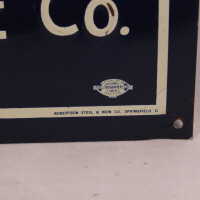 E Co.
ROBERTSON STEEL & IRON CO. SPRINGFIELD O.